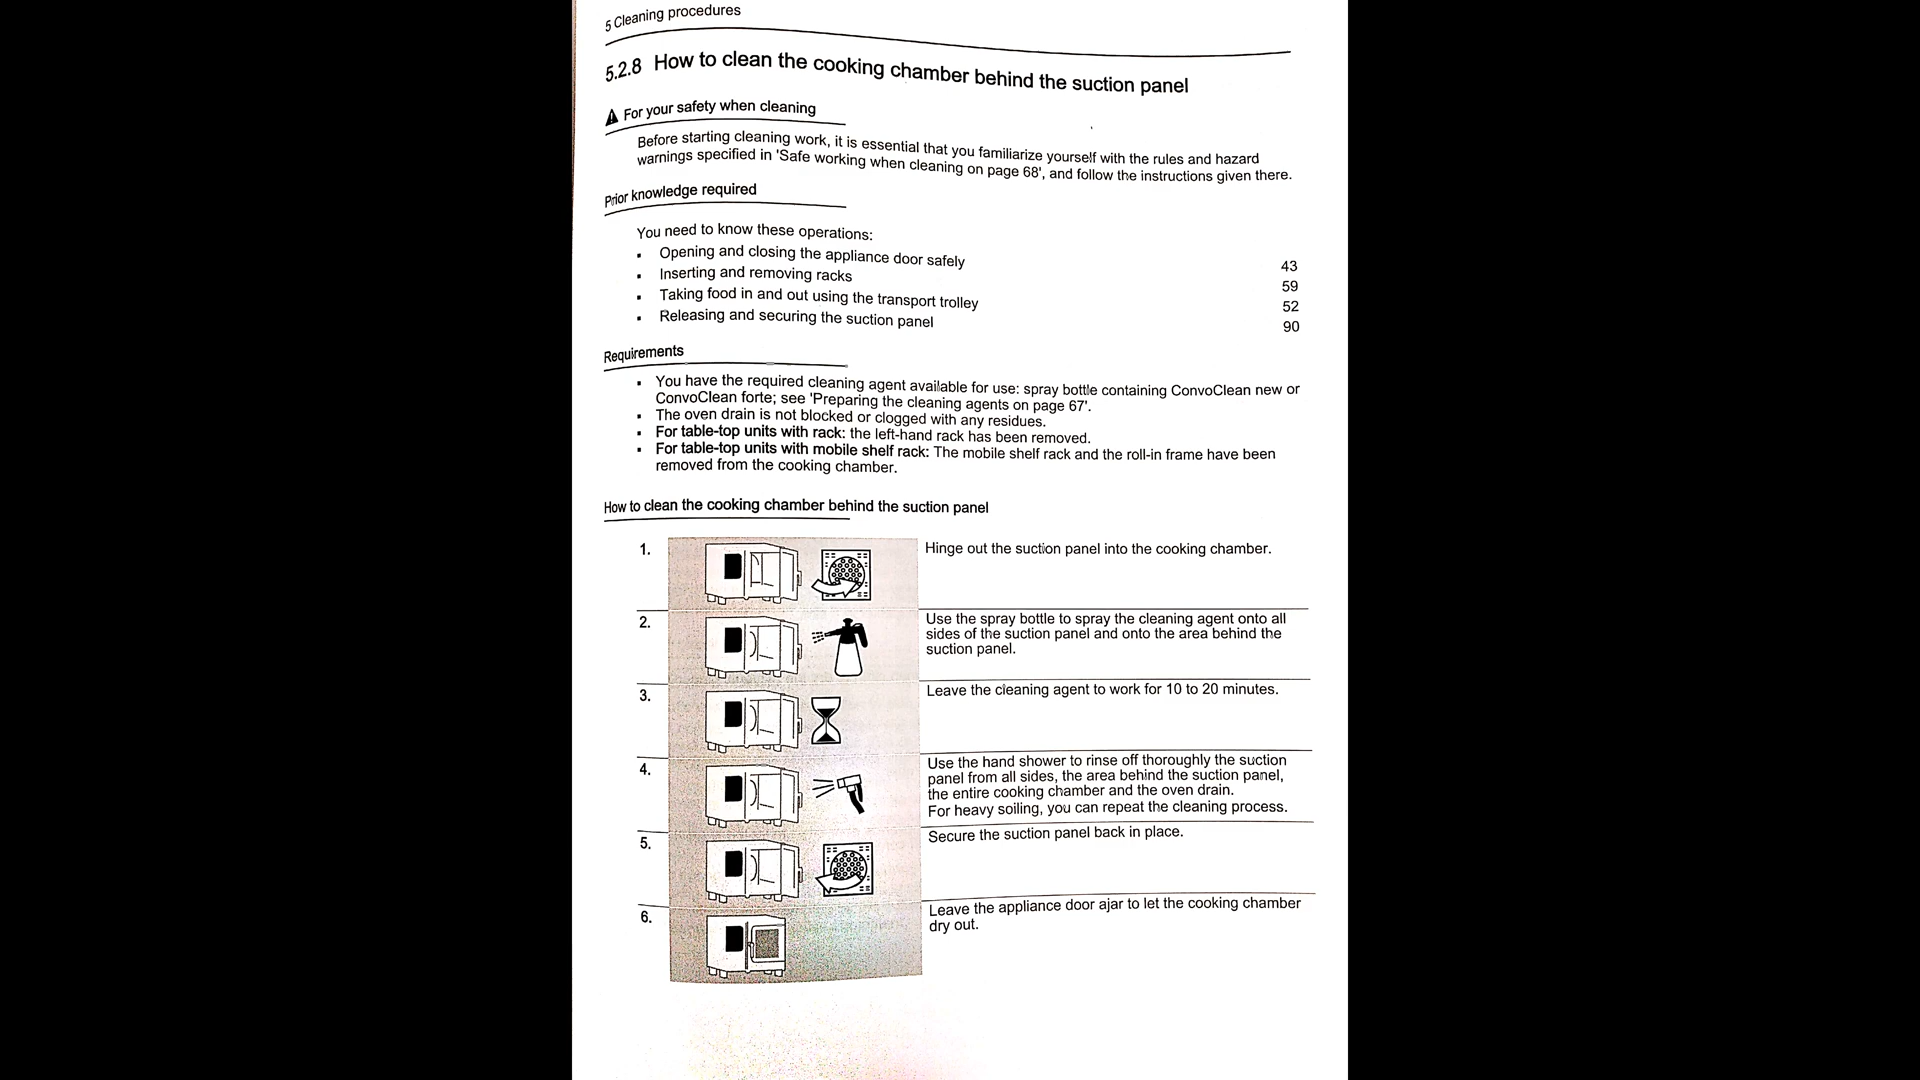 5 Cleaning procedures
5.2.8 How to clean the cooking chamber behind the suction panel
For your safety when cleaning
Before starting cleaning work, it is essential that you familiarize yourself with the rules and hazard
warnings specified in 'Safe working when cleaning on page 68', and follow the instructions given there.
Prior knowledge required
You need to know these operations:
▪ Opening and closing the appliance door safely 43
▪ Inserting and removing racks 59
▪ Taking food in and out using the transport trolley 52
▪ Releasing and securing the suction panel 90
Requirements
▪ You have the required cleaning agent available for use: spray bottle containing ConvoClean new or
ConvoClean forte; see 'Preparing the cleaning agents on page 67'.
▪ The oven drain is not blocked or clogged with any residues.
▪ For table-top units with rack: the left-hand rack has been removed.
▪ For table-top units with mobile shelf rack: The mobile shelf rack and the roll-in frame have been
removed from the cooking chamber.
How to clean the cooking chamber behind the suction panel
1. Hinge out the suction panel into the cooking chamber.
2. Use the spray bottle to spray the cleaning agent onto all
sides of the suction panel and onto the area behind the
suction panel.
3. Leave the cleaning agent to work for 10 to 20 minutes.
4. Use the hand shower to rinse off thoroughly the suction
panel from all sides, the area behind the suction panel,
the entire cooking chamber and the oven drain.
For heavy soiling, you can repeat the cleaning process.
5. Secure the suction panel back in place.
6. Leave the appliance door ajar to let the cooking chamber
dry out.